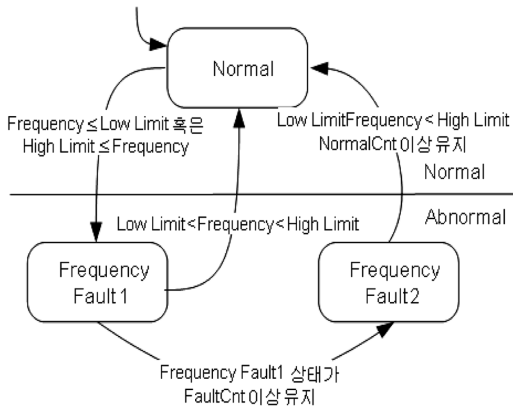 Normal
Frequency≤Low Limit 혹은
High Limit≤Frequency
Low LimitFrequency<High Limit
NormalCnt 이상 유지
Normal
Low Limit<Frequency<High Limit
Abnormal
Frequency
Fault1
Frequency
Fault2
Frequency Fault1 상태가
FaultCnt 이상 유지